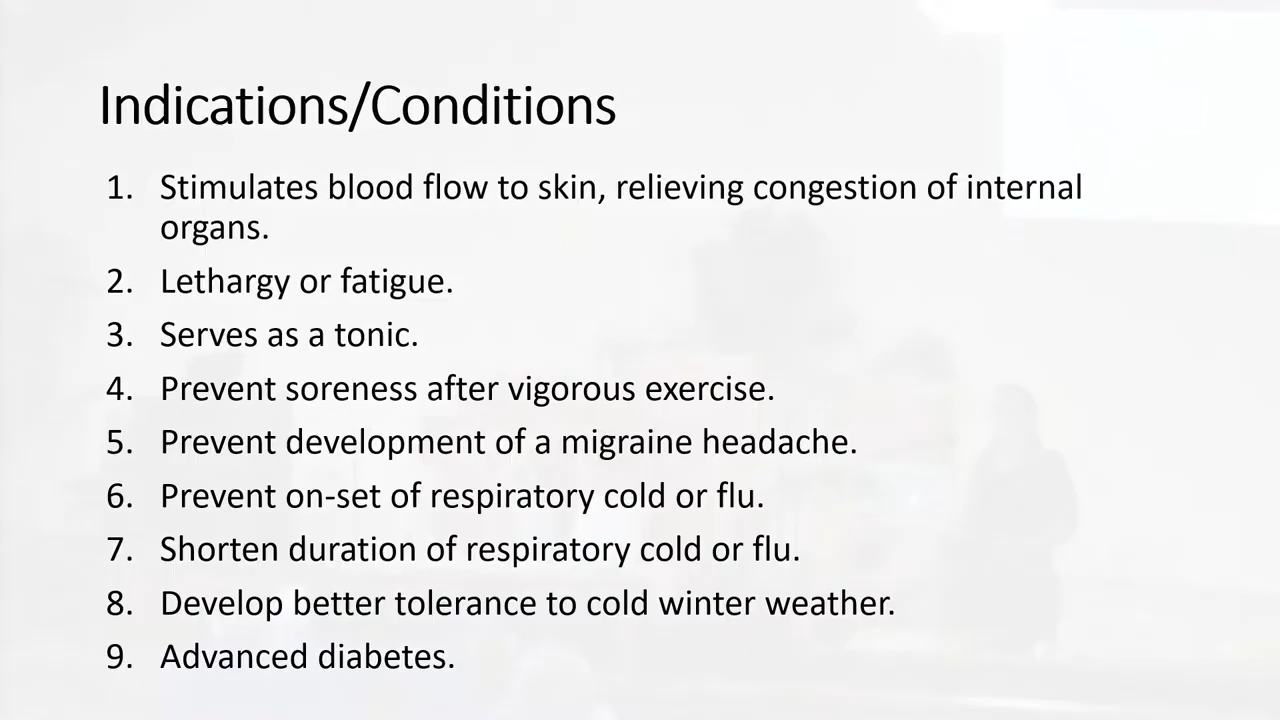 Indications/Conditions
1. Stimulates blood flow to skin, relieving congestion of internal
organs.
2. Lethargy or fatigue.
3. Serves as a tonic.
4. Prevent soreness after vigorous exercise.
5. Prevent development of a migraine headache.
6. Prevent on-set of respiratory cold or flu.
7. Shorten duration of respiratory cold or flu.
8. Develop better tolerance to cold winter weather.
9. Advanced diabetes.